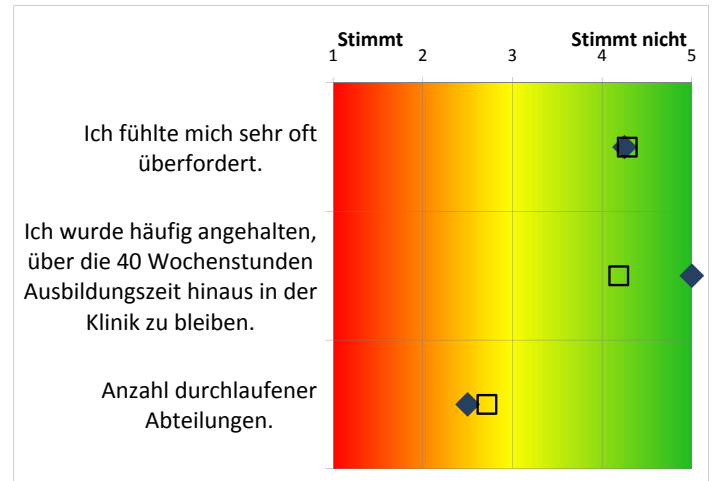 Stimmt Stimmt nicht
1 2 3 4 5
Ich fühlte mich sehr oft
überfordert.
Ich wurde häufig angehalten,
über die 40 Wochenstunden
Ausbildungszeit hinaus in der
Klinik zu bleiben.
Anzahl durchlaufener
Abteilungen.